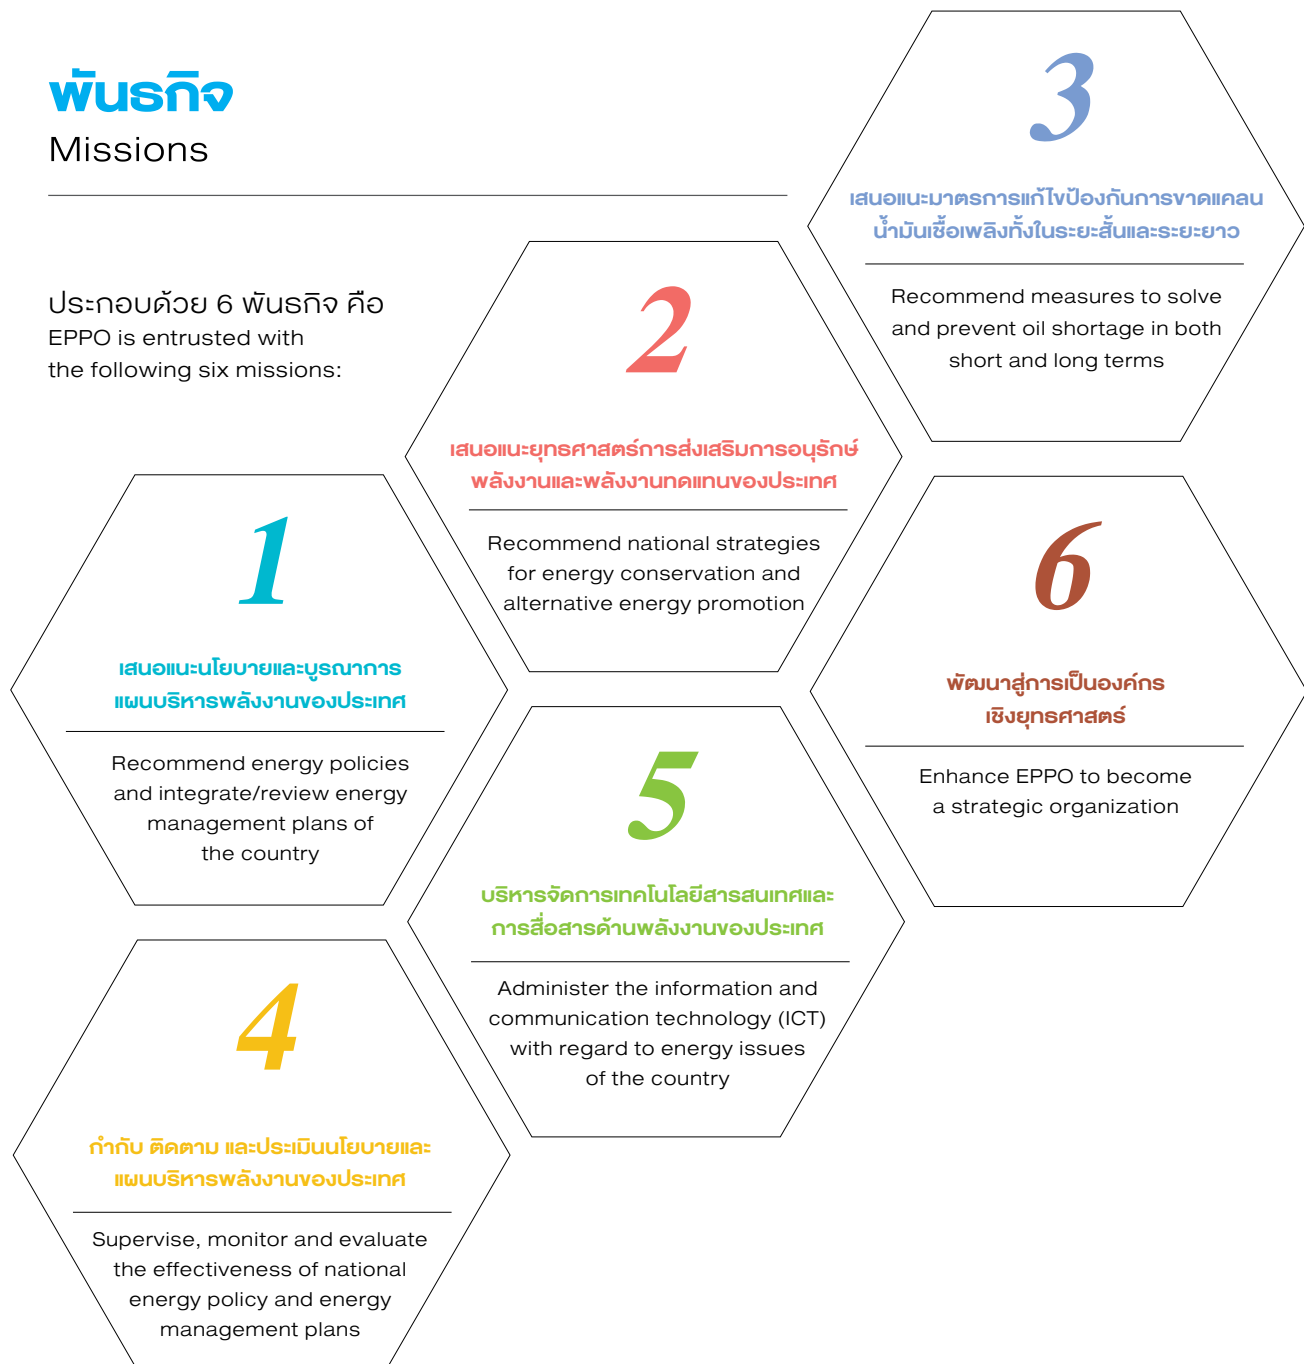 พันธกิจ
Missions
ประกอบด้วย 6 พันธกิจ คือ
EPPO is entrusted with
the following six missions:
1
เสนอแนะนโยบายและบูรณาการ
แผนบริหารพลังงานของประเทศ
Recommend energy policies
and integrate/review energy
management plans of
the country
2
เสนอแนะยุทธศาสตร์การส่งเสริมการอนุรักษ์
พลังงานและพลังงานทดแทนของประเทศ
Recommend national strategies
for energy conservation and
alternative energy promotion
3
เสนอแนะมาตรการแก้ไขป้องกันการขาดแคลน
น้ำมันเชื้อเพลิงทั้งในระยะสั้นและระยะยาว
Recommend measures to solve
and prevent oil shortage in both
short and long terms
4
กำกับ ติดตาม และประเมินนโยบายและ
แผนบริหารพลังงานของประเทศ
Supervise, monitor and evaluate
the effectiveness of national
energy policy and energy
management plans
5
บริหารจัดการเทคโนโลยีสารสนเทศและ
การสื่อสารด้านพลังงานของประเทศ
Administer the information and
communication technology (ICT)
with regard to energy issues
of the country
6
พัฒนาสู่การเป็นองค์กร
เชิงยุทธศาสตร์
Enhance EPPO to become
a strategic organization